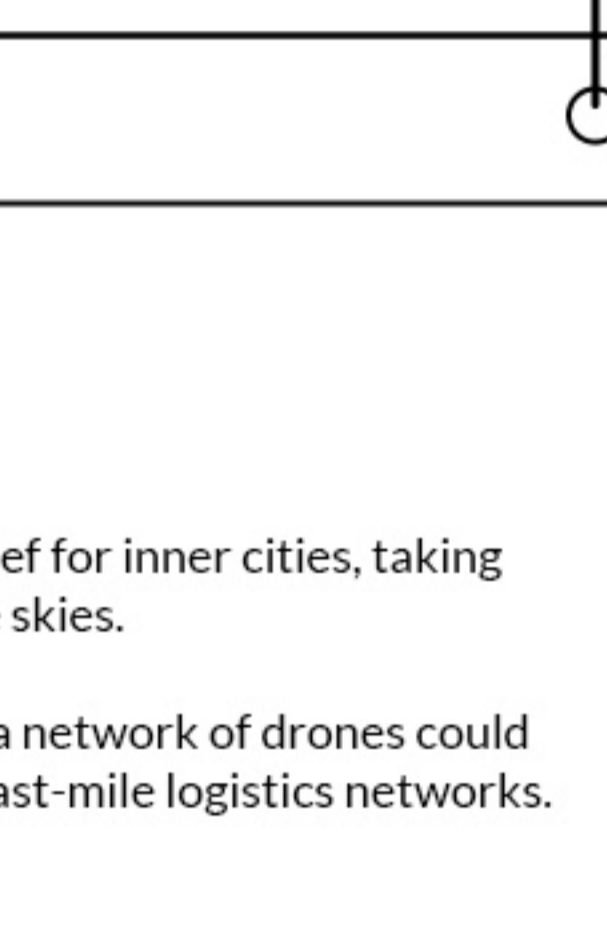 ef for inner cities, taking
skies.
a network of drones could
ast-mile logistics networks.